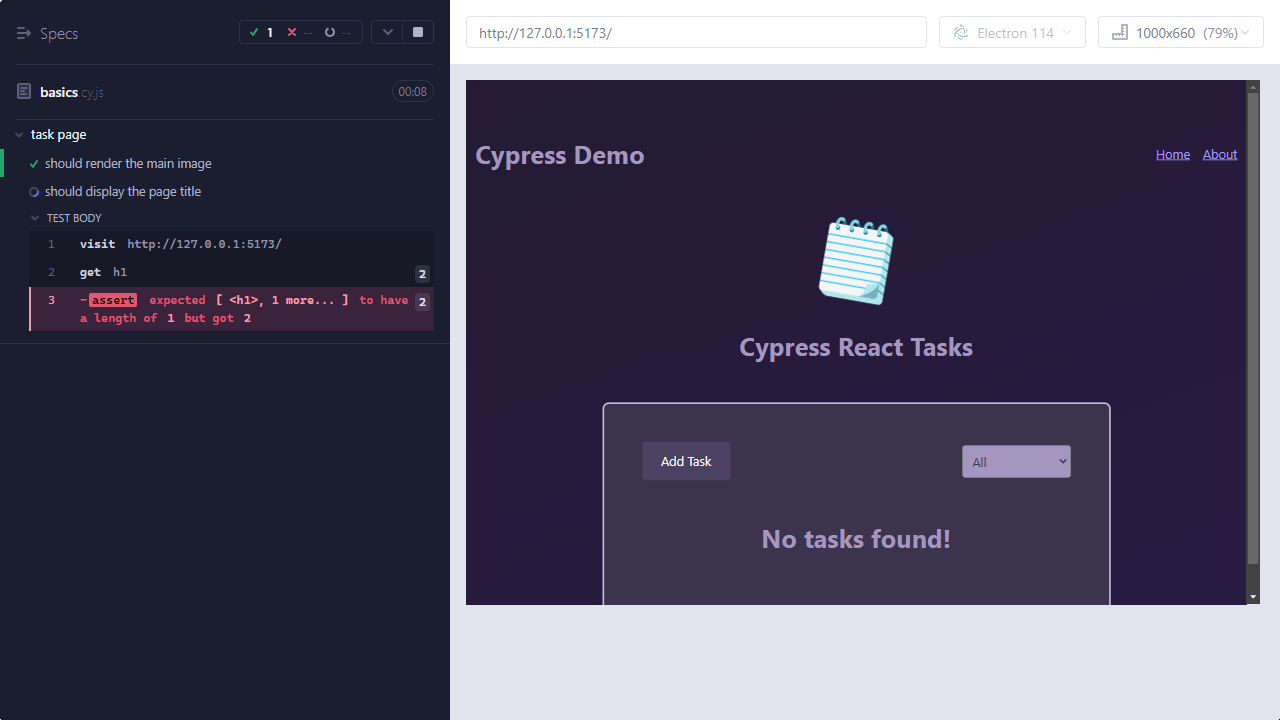 Specs
1
--
--
basics.cy.js
00:08
task page
should render the main image
should display the page title
TEST BODY
1 visit http://127.0.0.1:5173/
2 get h1 2
3 -assert expected [ <h1>, 1 more... ] to have 2
a length of 1 but got 2
http://127.0.0.1:5173/
Electron 114
1000x660 (79%)
Cypress Demo
Home About
Cypress React Tasks
Add Task
All
No tasks found!